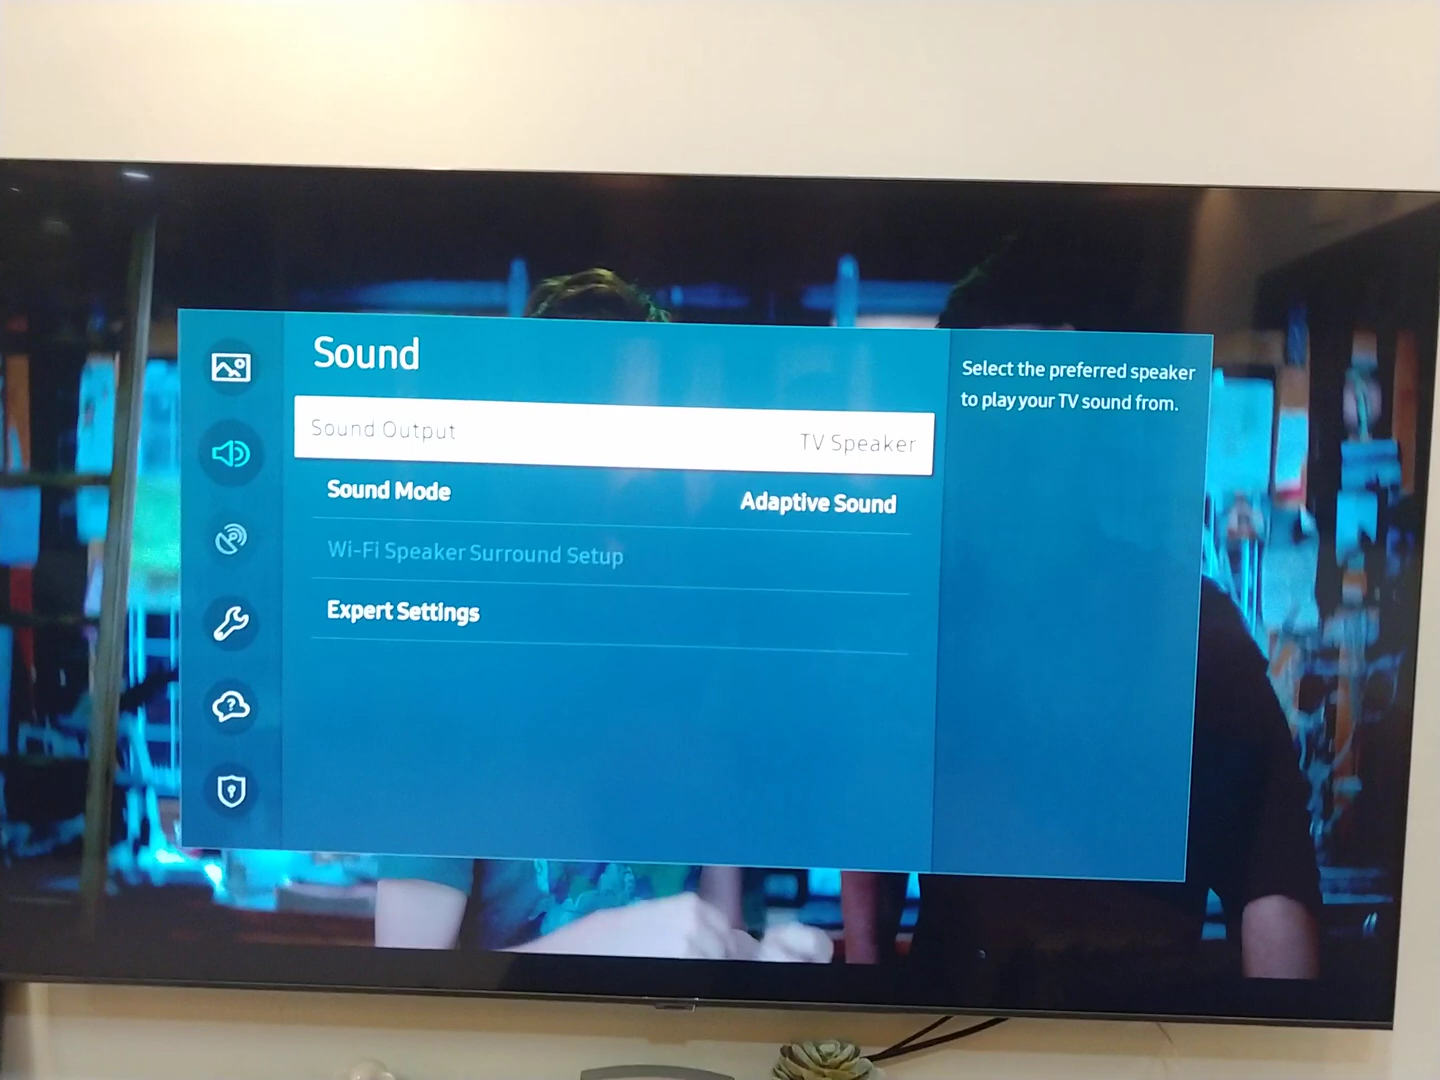 Sound
Sound Output TV Speaker
Sound Mode Adaptive Sound
Wi-Fi Speaker Surround Setup
Expert Settings
Select the preferred speaker
to play your TV sound from.